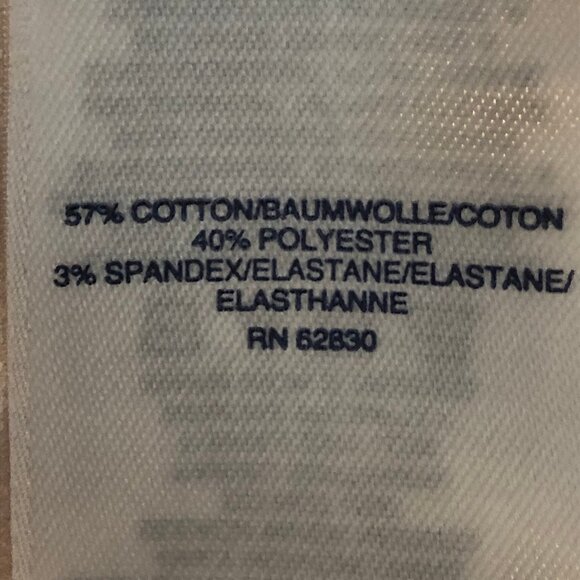 57% COTTON/BAUMWOLLE/COTON
40% POLYESTER
3% SPANDEX/ELASTANE/ELASTANE/
ELASTHANNE
RN 62830